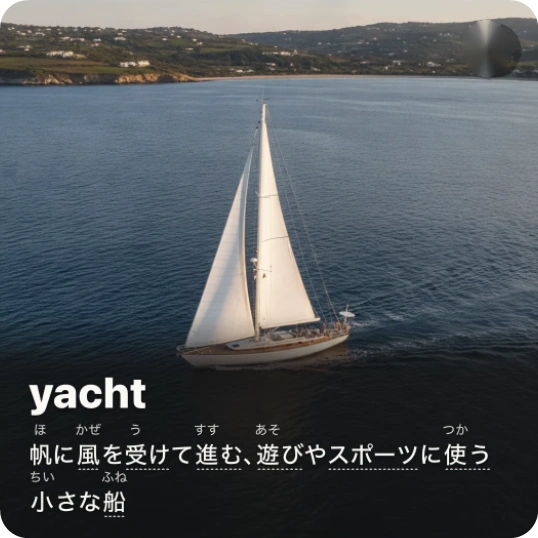 yacht
ほ かぜ う すす あそ つか
帆に風を受けて進む、遊びやスポーツに使う
ちい ふね
小さな船